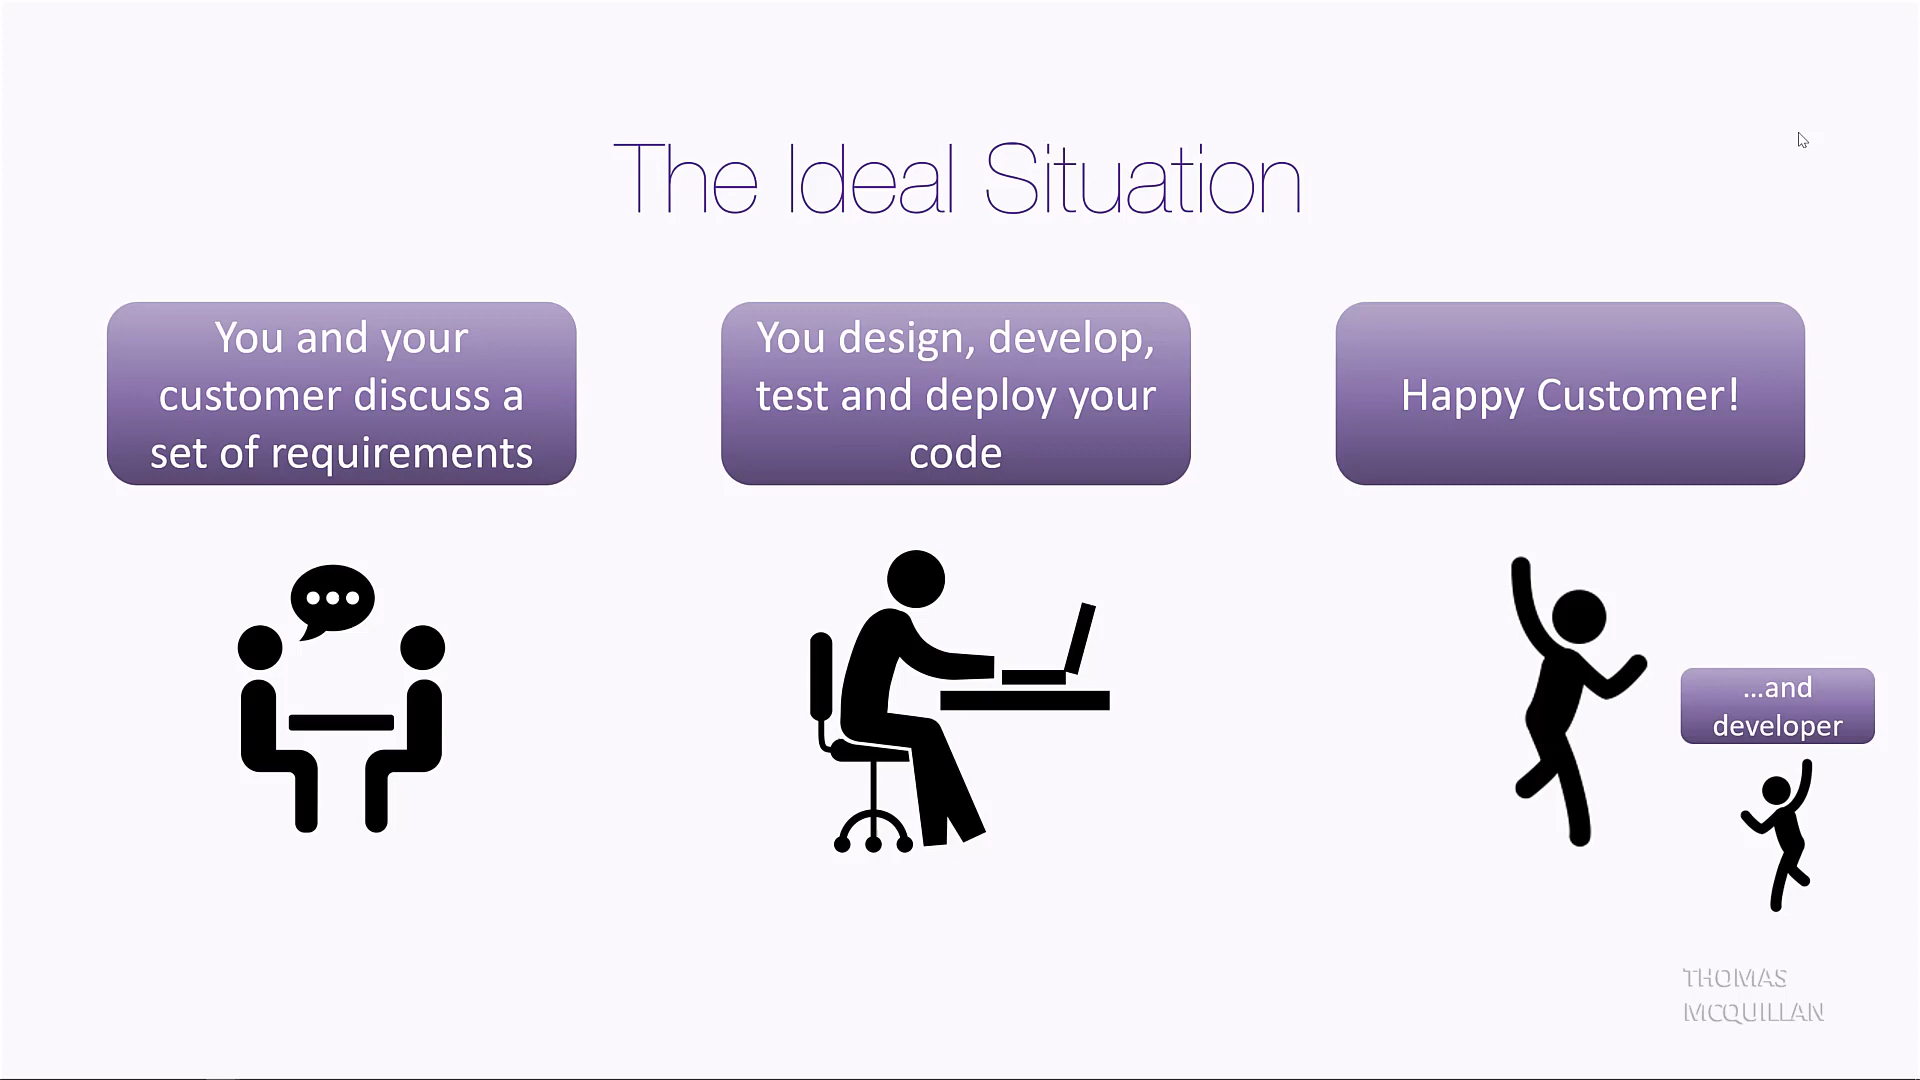 The Ideal Situation
You and your
customer discuss a
set of requirements
You design, develop,
test and deploy your
code
Happy Customer!
...and
developer
THOMAS
MCQUILLAN